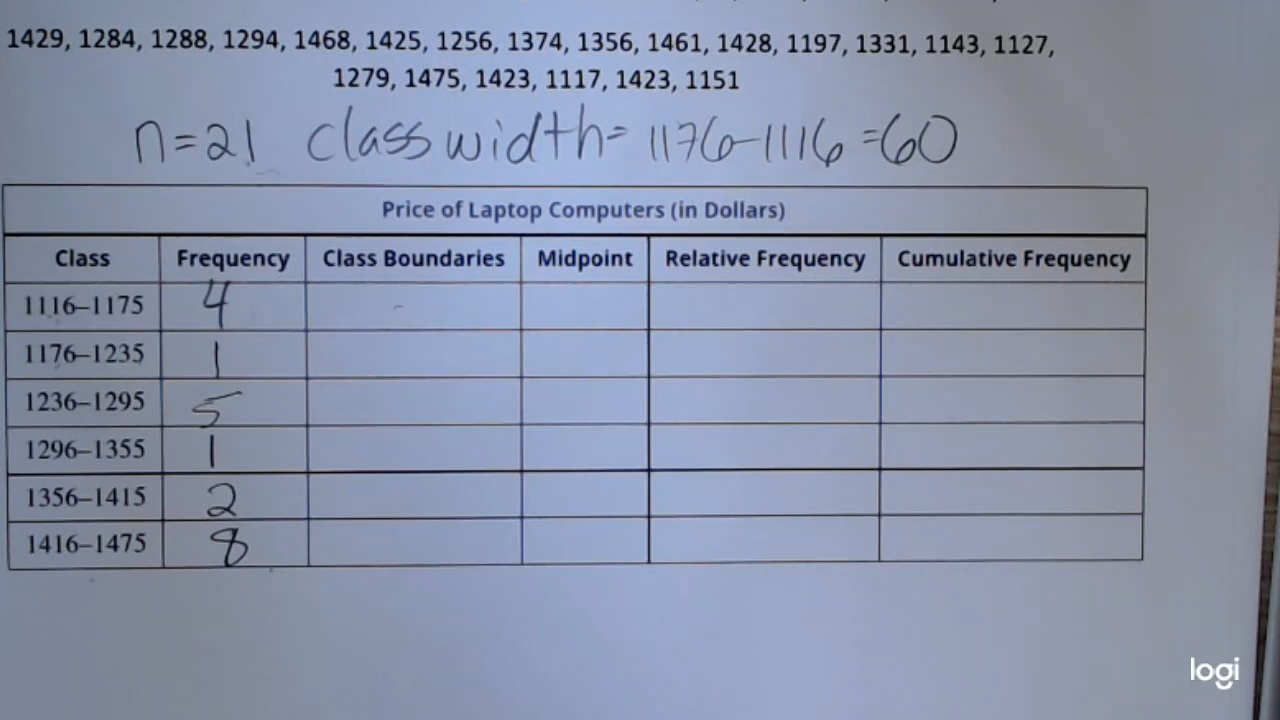 1429, 1284, 1288, 1294, 1468, 1425, 1256, 1374, 1356, 1461, 1428, 1197, 1331, 1143, 1127,
1279, 1475, 1423, 1117, 1423, 1151
n=21 class width= 1176-1116=60
Price of Laptop Computers (in Dollars)
Class Frequency Class Boundaries Midpoint Relative Frequency Cumulative Frequency
1116–1175 4
1176–1235 1
1236–1295 5
1296–1355 1
1356–1415 2
1416–1475 8
logi